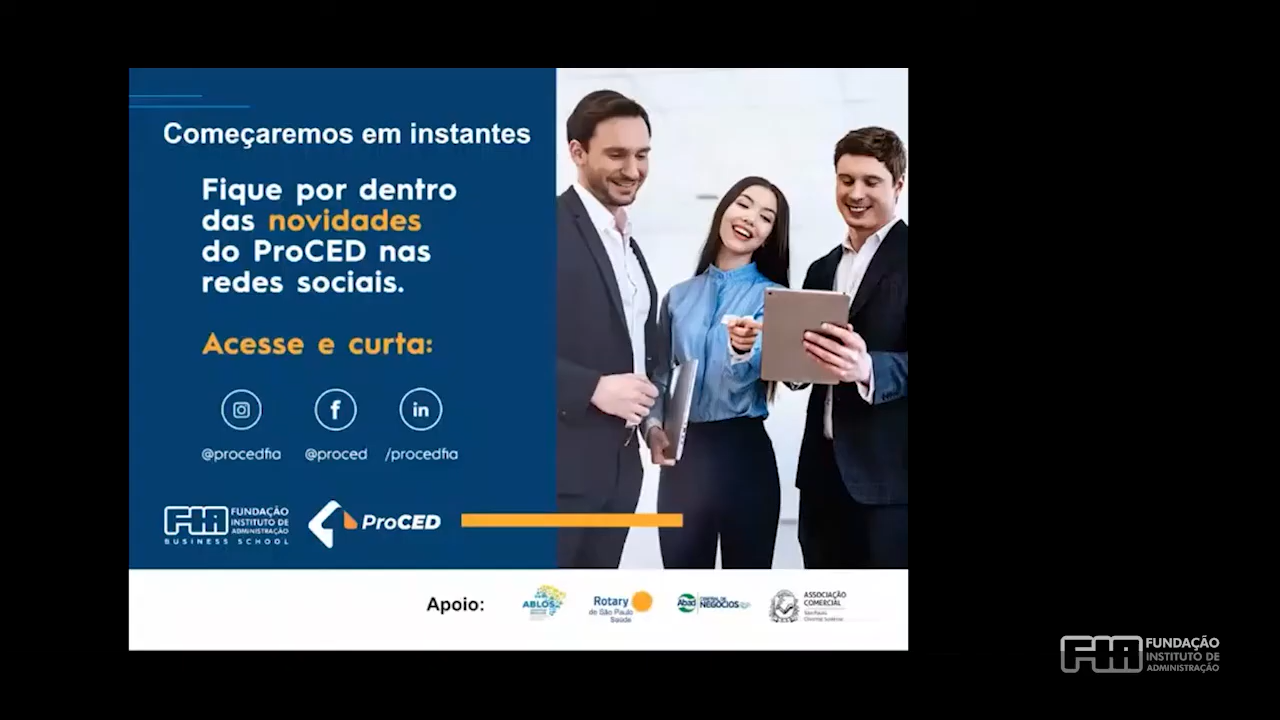 Começaremos em instantes
Fique por dentro
das novidades
do ProCED nas
redes sociais.
Acesse e curta:
@procedfia @proced /procedfia
FIA FUNDAÇÃO
INSTITUTO DE
ADMINISTRAÇÃO
BUSINESS SCHOOL
ProCED
Apoio:
ABLOS
Rotary
de São Paulo
Saúde
Abad
NEGÓCIOS
ASSOCIAÇÃO
COMERCIAL
São Paulo
FIA FUNDAÇÃO
INSTITUTO DE
ADMINISTRAÇÃO